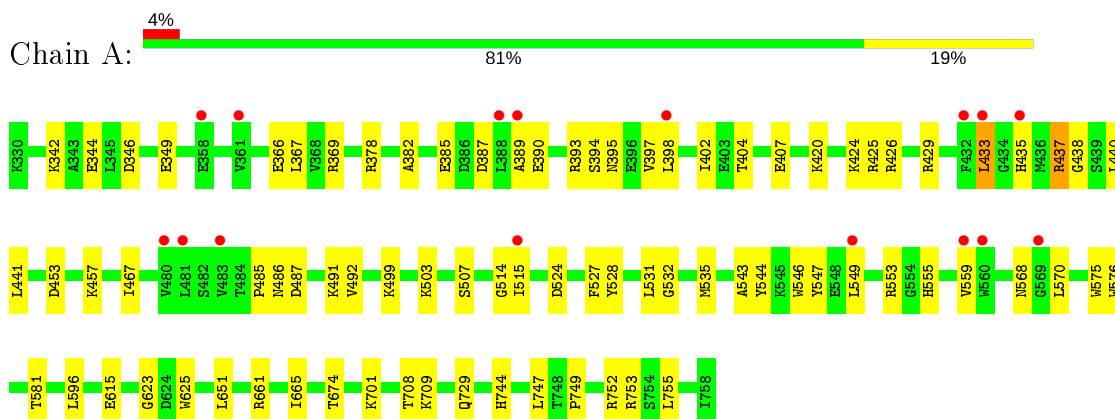 4%
Chain A:
81% 19%
K330 K342 A343 E344 L345 D346 E349 E358 V361 E366 L367 V368 R369 R378 A382 E385 D386 D387 L388 A389 E390 R393 S394 N395 E396 V397 L398 I402 E403 T404 E407 K420 K424 R425 R426 R429 F432 L433 G434 H435 M436 R437 G438 S439 L440
L441 D453 K457 I467 V480 L481 S482 V483 T484 P485 N486 D487 K491 V492 K499 K503 S507 G514 I515 D524 F527 Y528 L531 G532 M535 A543 Y544 K545 W546 Y547 E548 L549 R553 G554 H555 V559 W560 N568 G569 L570 W575 W576
T581 L596 E615 G623 D624 W625 L651 R661 I665 T674 K701 T708 K709 Q729 H744 L747 T748 P749 R752 R753 S754 L755 I758